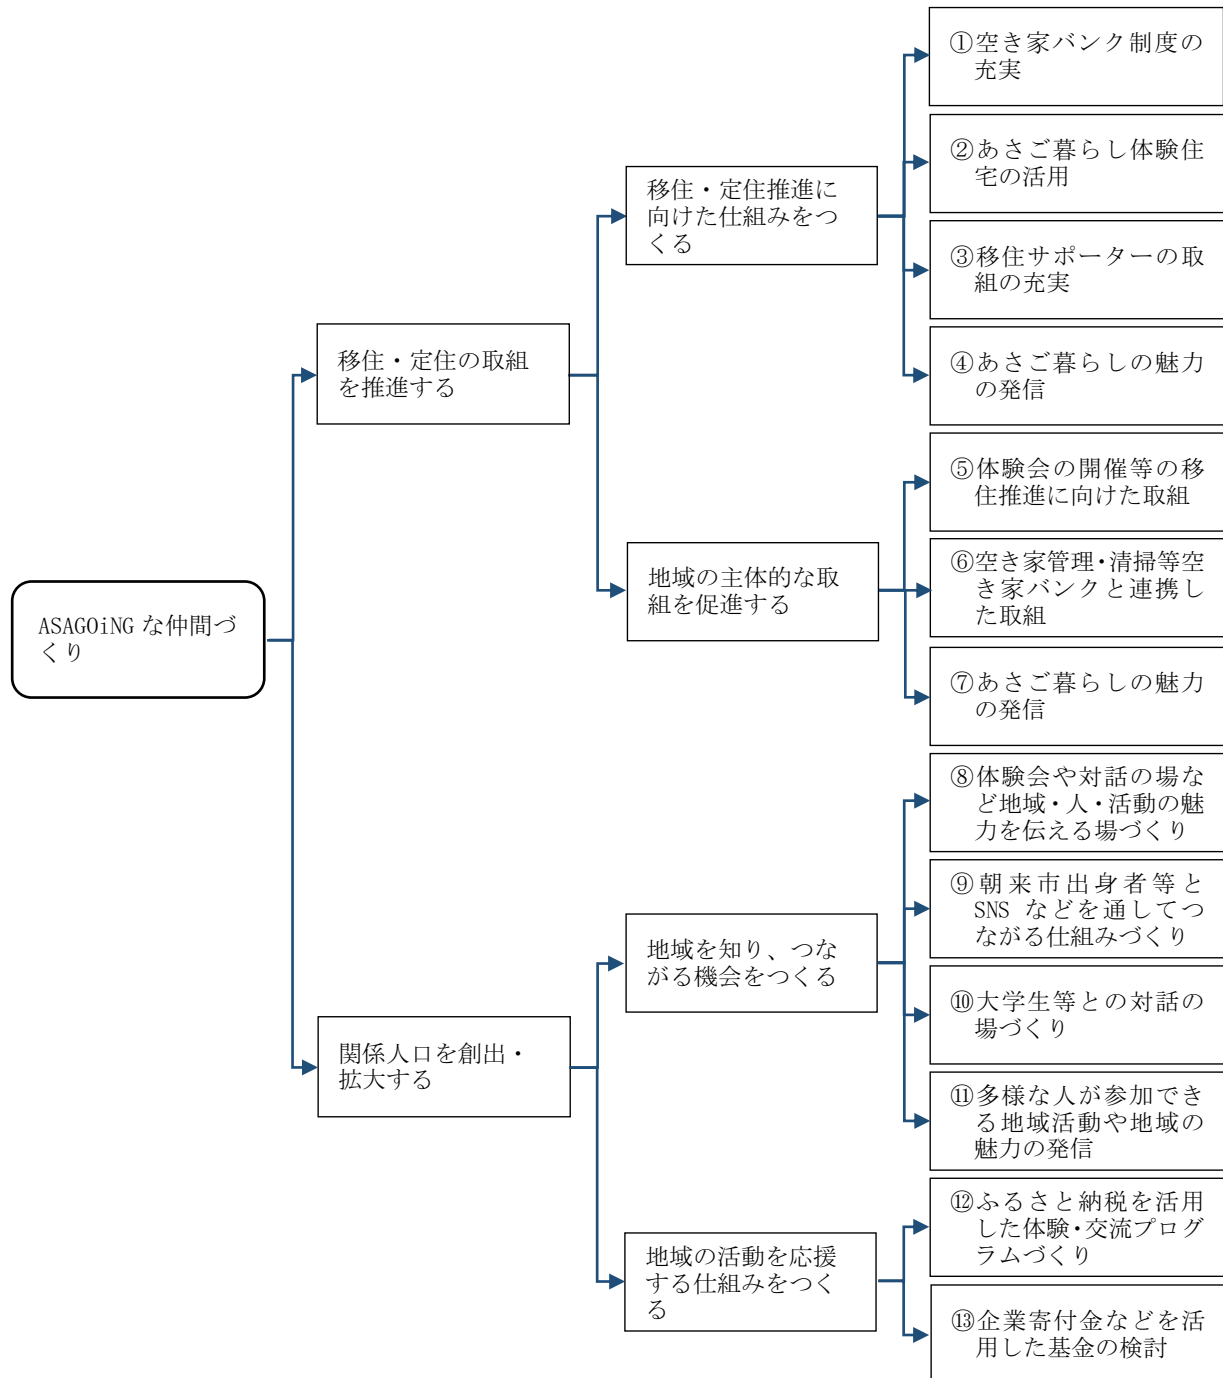 ASAGOiNG な仲間づ
くり
移住・定住の取組
を推進する
移住・定住推進に
向けた仕組みをつ
くる
①空き家バンク制度の
充実
②あさご暮らし体験住
宅の活用
③移住サポーターの取
組の充実
④あさご暮らしの魅力
の発信
地域の主体的な取
組を促進する
⑤体験会の開催等の移
住推進に向けた取組
⑥空き家管理・清掃等空
き家バンクと連携し
た取組
⑦あさご暮らしの魅力
の発信
関係人口を創出・
拡大する
地域を知り、つな
がる機会をつくる
⑧体験会や対話の場な
ど地域・人・活動の魅
力を伝える場づくり
⑨朝来市出身者等と
SNS などを通してつ
ながる仕組みづくり
⑩大学生等との対話の
場づくり
⑪多様な人が参加でき
る地域活動や地域の
魅力の発信
地域の活動を応援
する仕組みをつく
る
⑫ふるさと納税を活用
した体験・交流プログ
ラムづくり
⑬企業寄付金などを活
用した基金の検討